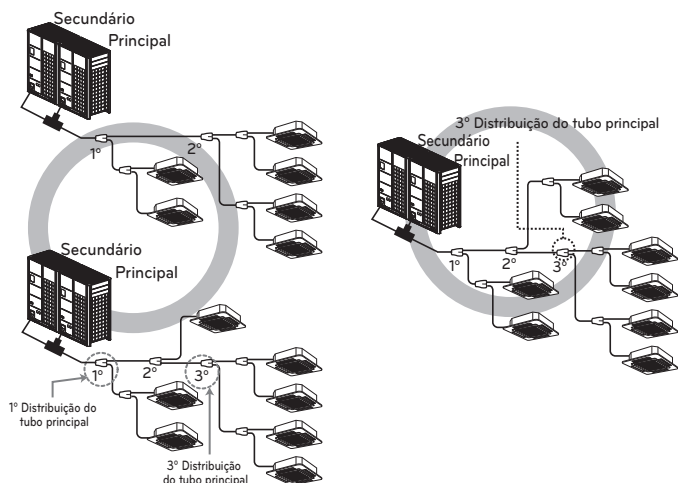 Secundário
Principal
1º
2º
Secundário
Principal
1º
2º
3º
1º Distribuição do
tubo principal
3º Distribuição
do tubo principal
3º Distribuição do tubo principal
Secundário
Principal
1º
2º
3º